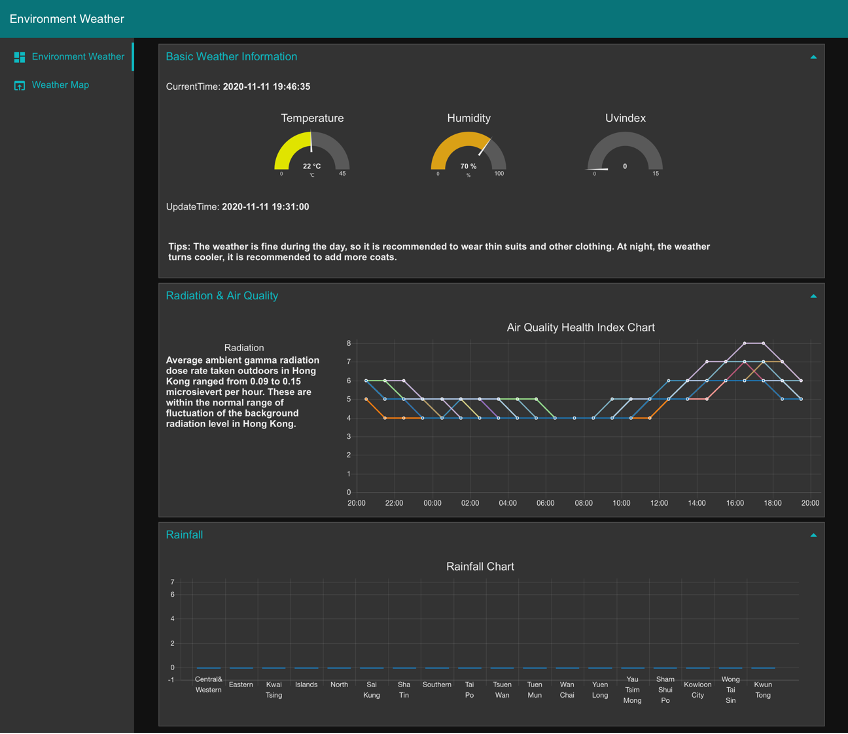 Environment Weather
Environment Weather
Weather Map
Basic Weather Information
CurrentTime: 2020-11-11 19:46:35
Temperature
Humidity
Uvindex
22 °C
70 %
0
0
°C
45
0
%
100
0
15
UpdateTime: 2020-11-11 19:31:00
Tips: The weather is fine during the day, so it is recommended to wear thin suits and other clothing. At night, the weather
turns cooler, it is recommended to add more coats.
Radiation & Air Quality
Radiation
Average ambient gamma radiation
dose rate taken outdoors in Hong
Kong ranged from 0.09 to 0.15
microsievert per hour. These are
within the normal range of
fluctuation of the background
radiation level in Hong Kong.
Air Quality Health Index Chart
8
7
6
5
4
3
2
1
0
20:00 22:00 00:00 02:00 04:00 06:00 08:00 10:00 12:00 14:00 16:00 18:00 20:00
Rainfall
Rainfall Chart
7
6
4
2
0
-1
Central&
Western
Eastern
Kwai
Tsing
Islands
North
Sai
Kung
Sha
Tin
Southern
Tai
Po
Tsuen
Wan
Tuen
Mun
Wan
Chai
Yuen
Long
Yau
Tsim
Mong
Sham
Shui
Po
Kowloon
City
Wong
Tai
Sin
Kwun
Tong